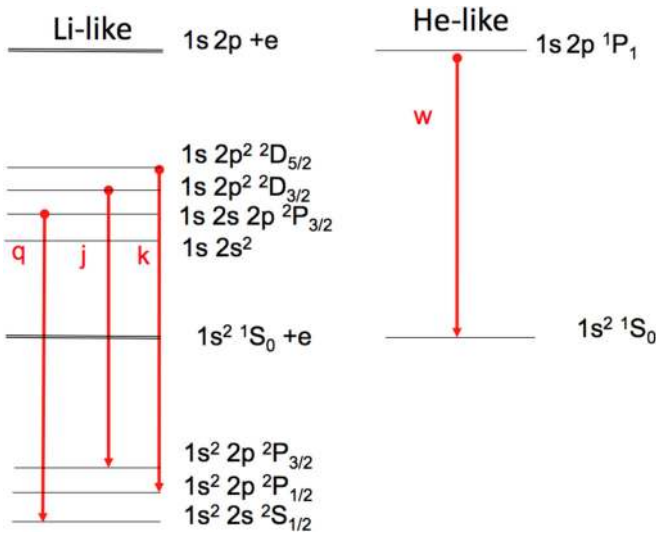 Li-like
He-like
1s 2p +e
1s 2p ¹P₁
w
1s 2p² ²D₅/₂
1s 2p² ²D₃/₂
1s 2s 2p ²P₃/₂
q j k 1s 2s²
1s² ¹S₀ +e
1s² ¹S₀
1s² 2p ²P₃/₂
1s² 2p ²P₁/₂
1s² 2s ²S₁/₂